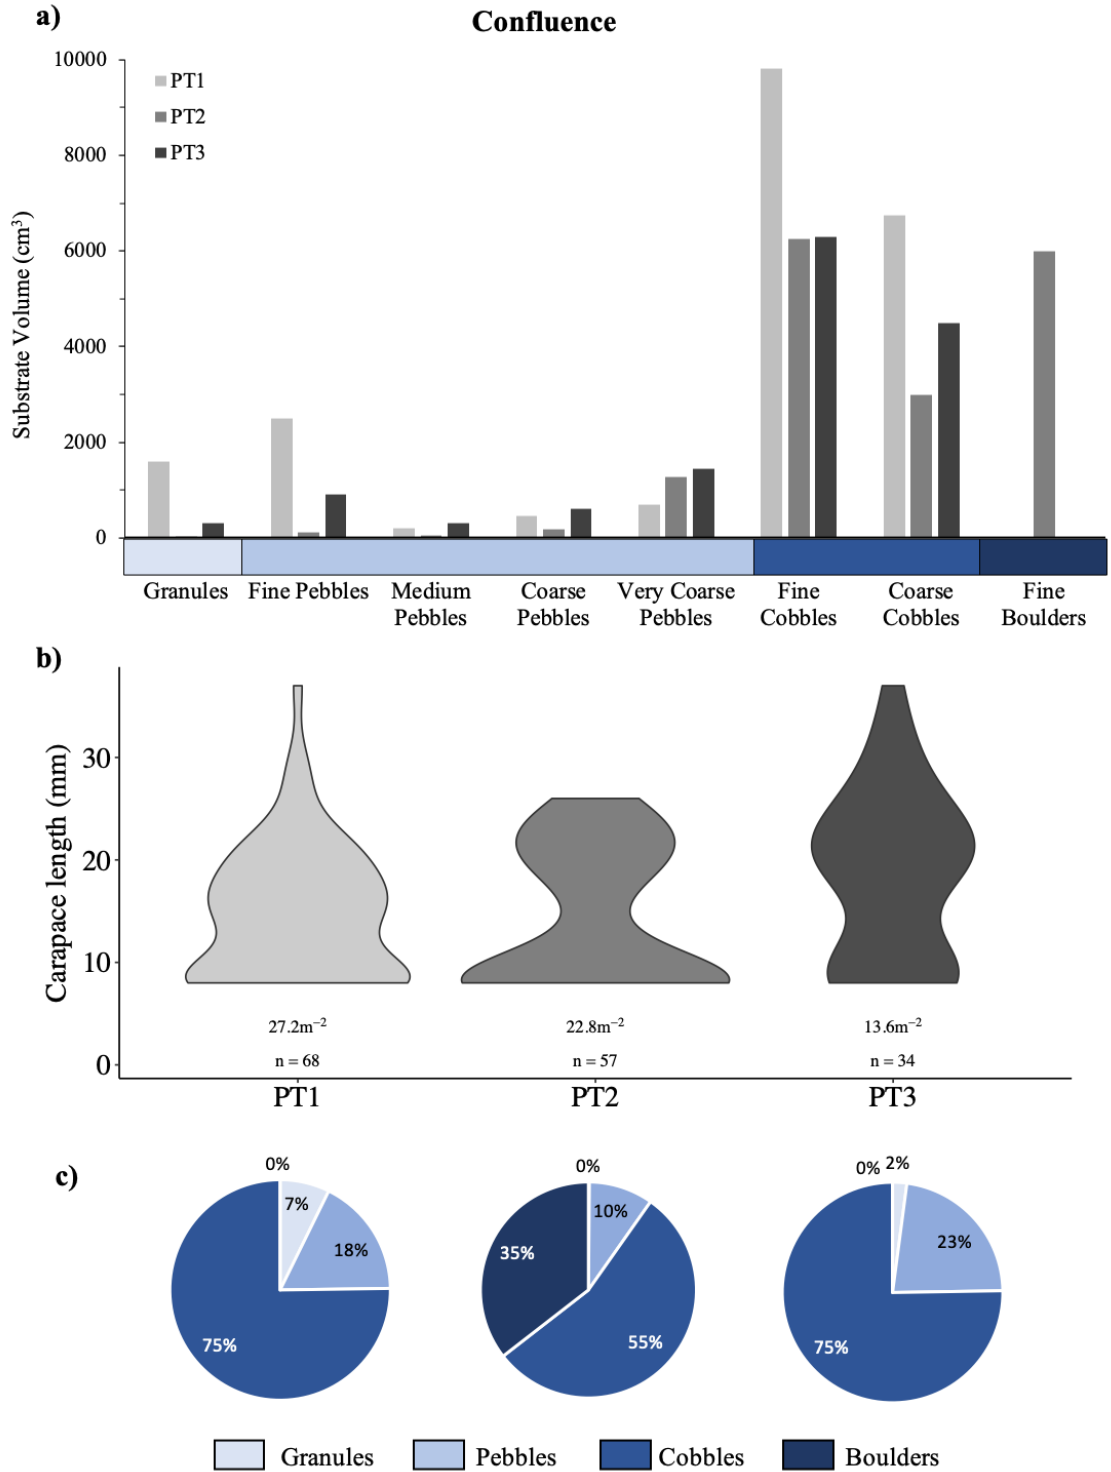 a)
Confluence
10000
8000
6000
4000
2000
0
Substrate Volume (cm³)
PT1
PT2
PT3
Granules Fine Pebbles Medium Pebbles Coarse Pebbles Very Coarse Pebbles Fine Cobbles Coarse Cobbles Fine Boulders
b)
Carapace length (mm)
30
20
10
0
27.2m⁻² 22.8m⁻² 13.6m⁻²
n = 68 n = 57 n = 34
PT1 PT2 PT3
c)
0% 7% 18% 75%
0% 10% 55% 35%
0% 2% 23% 75%
Granules Pebbles Cobbles Boulders